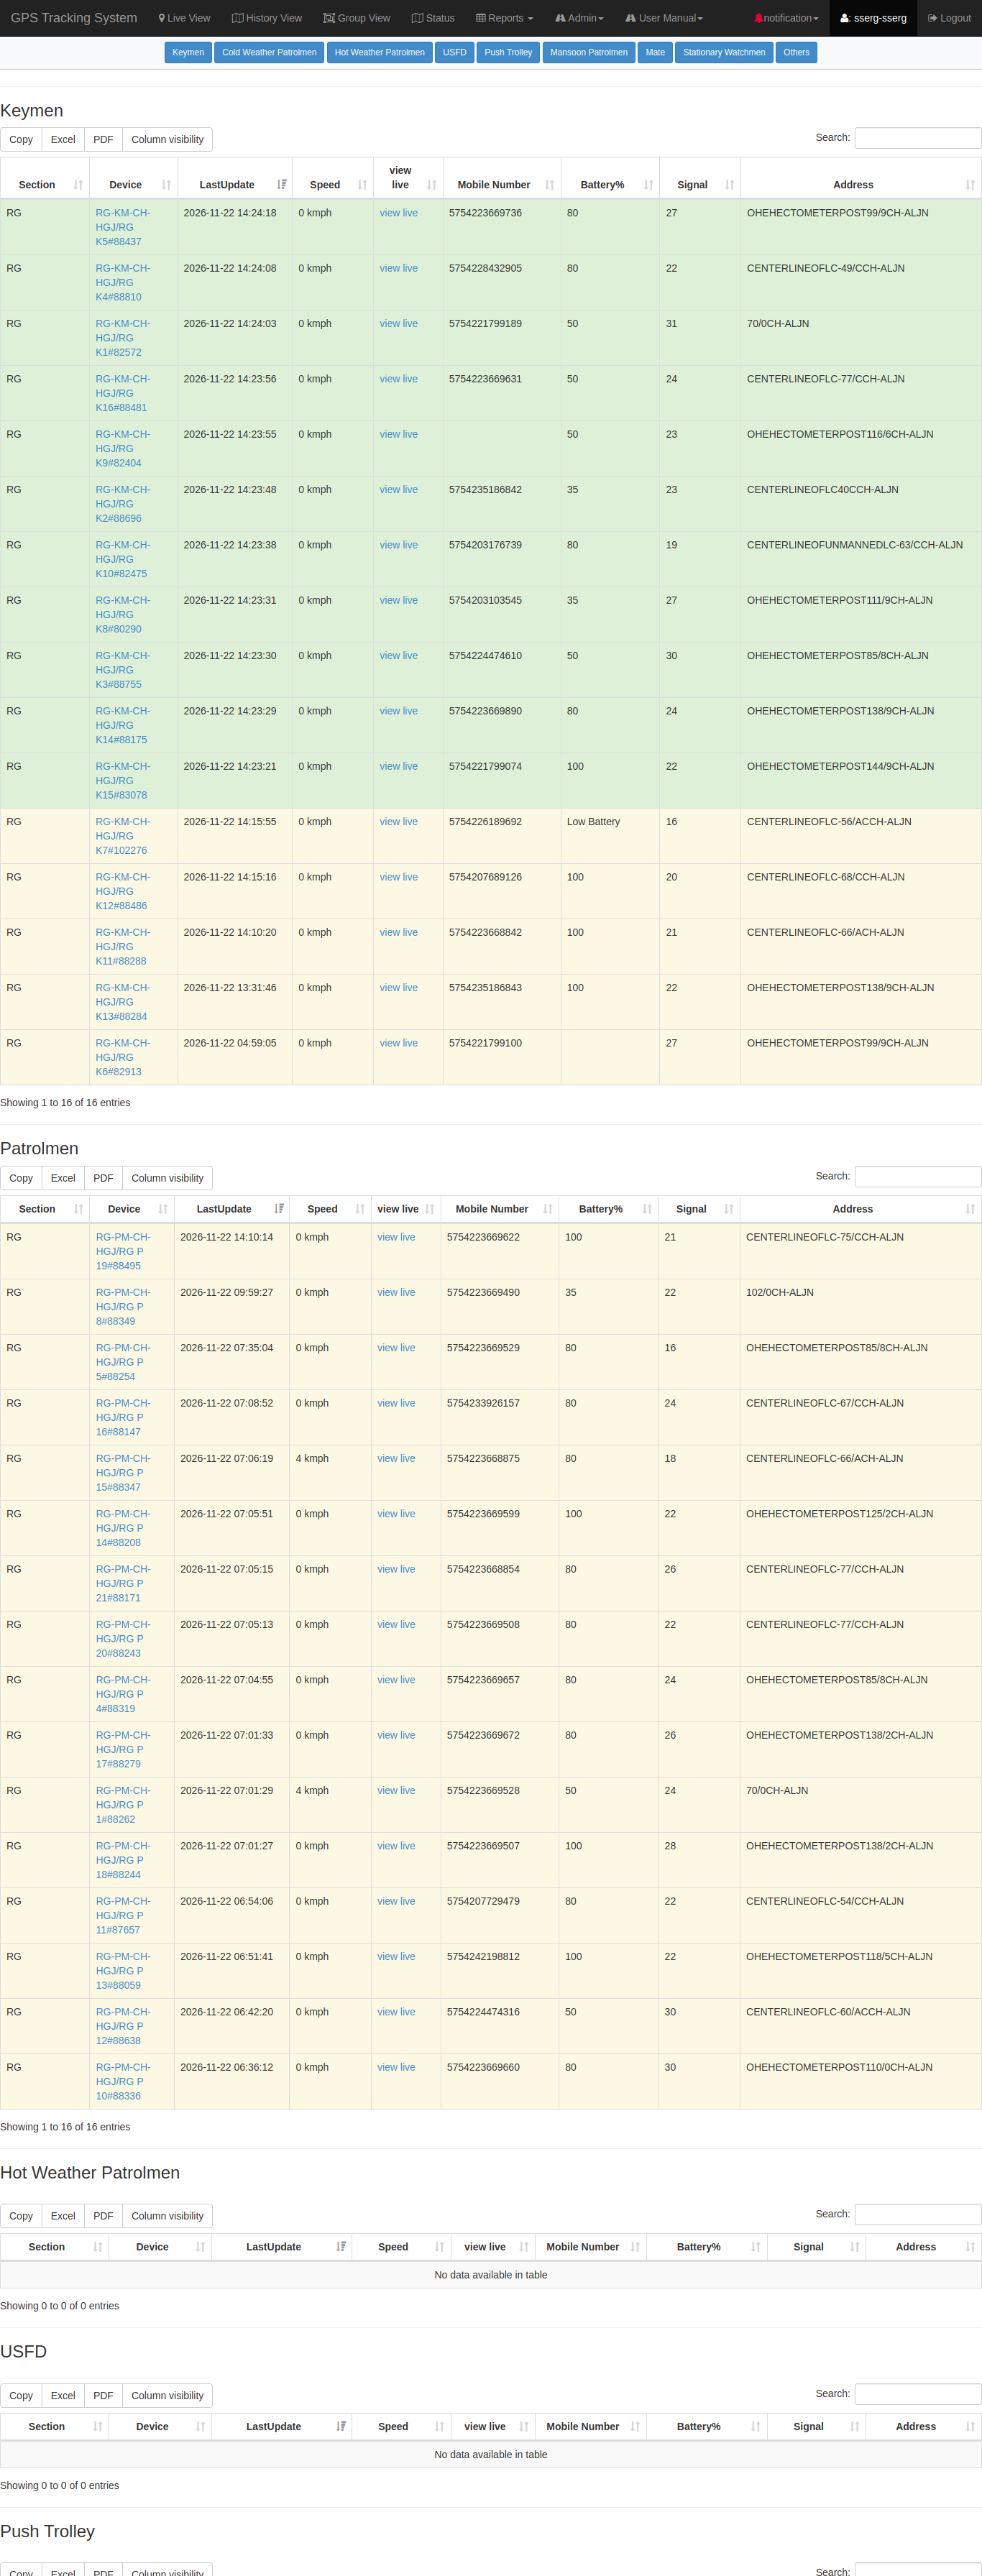 GPS Tracking System Live View History View Group View Status Reports Admin User Manual notification : sserg-sserg Logout
Keymen Cold Weather Patrolmen Hot Weather Patrolmen USFD Push Trolley Mansoon Patrolmen Mate Stationary Watchmen Others
Keymen
Copy Excel PDF Column visibility Search:
view
Section Device LastUpdate Speed live Mobile Number Battery% Signal Address
RG RG-KM-CH- 2026-11-22 14:24:18 0 kmph view live 5754223669736 80 27 OHEHECTOMETERPOST99/9CH-ALJN
HGJ/RG
K5#88437
RG RG-KM-CH- 2026-11-22 14:24:08 0 kmph view live 5754228432905 80 22 CENTERLINEOFLC-49/CCH-ALJN
HGJ/RG
K4#88810
RG RG-KM-CH- 2026-11-22 14:24:03 0 kmph view live 5754221799189 50 31 70/0CH-ALJN
HGJ/RG
K1#82572
RG RG-KM-CH- 2026-11-22 14:23:56 0 kmph view live 5754223669631 50 24 CENTERLINEOFLC-77/CCH-ALJN
HGJ/RG
K16#88481
RG RG-KM-CH- 2026-11-22 14:23:55 0 kmph view live 50 23 OHEHECTOMETERPOST116/6CH-ALJN
HGJ/RG
K9#82404
RG RG-KM-CH- 2026-11-22 14:23:48 0 kmph view live 5754235186842 35 23 CENTERLINEOFLC40CCH-ALJN
HGJ/RG
K2#88696
RG RG-KM-CH- 2026-11-22 14:23:38 0 kmph view live 5754203176739 80 19 CENTERLINEOFUNMANNEDLC-63/CCH-ALJN
HGJ/RG
K10#82475
RG RG-KM-CH- 2026-11-22 14:23:31 0 kmph view live 5754203103545 35 27 OHEHECTOMETERPOST111/9CH-ALJN
HGJ/RG
K8#80290
RG RG-KM-CH- 2026-11-22 14:23:30 0 kmph view live 5754224474610 50 30 OHEHECTOMETERPOST85/8CH-ALJN
HGJ/RG
K3#88755
RG RG-KM-CH- 2026-11-22 14:23:29 0 kmph view live 5754223669890 80 24 OHEHECTOMETERPOST138/9CH-ALJN
HGJ/RG
K14#88175
RG RG-KM-CH- 2026-11-22 14:23:21 0 kmph view live 5754221799074 100 22 OHEHECTOMETERPOST144/9CH-ALJN
HGJ/RG
K15#83078
RG RG-KM-CH- 2026-11-22 14:15:55 0 kmph view live 5754226189692 Low Battery 16 CENTERLINEOFLC-56/ACCH-ALJN
HGJ/RG
K7#102276
RG RG-KM-CH- 2026-11-22 14:15:16 0 kmph view live 5754207689126 100 20 CENTERLINEOFLC-68/CCH-ALJN
HGJ/RG
K12#88486
RG RG-KM-CH- 2026-11-22 14:10:20 0 kmph view live 5754223668842 100 21 CENTERLINEOFLC-66/ACH-ALJN
HGJ/RG
K11#88288
RG RG-KM-CH- 2026-11-22 13:31:46 0 kmph view live 5754235186843 100 22 OHEHECTOMETERPOST138/9CH-ALJN
HGJ/RG
K13#88284
RG RG-KM-CH- 2026-11-22 04:59:05 0 kmph view live 5754221799100 27 OHEHECTOMETERPOST99/9CH-ALJN
HGJ/RG
K6#82913
Showing 1 to 16 of 16 entries
Patrolmen
Copy Excel PDF Column visibility Search:
Section Device LastUpdate Speed view live Mobile Number Battery% Signal Address
RG RG-PM-CH- 2026-11-22 14:10:14 0 kmph view live 5754223669622 100 21 CENTERLINEOFLC-75/CCH-ALJN
HGJ/RG P
19#88495
RG RG-PM-CH- 2026-11-22 09:59:27 0 kmph view live 5754223669490 35 22 102/0CH-ALJN
HGJ/RG P
8#88349
RG RG-PM-CH- 2026-11-22 07:35:04 0 kmph view live 5754223669529 80 16 OHEHECTOMETERPOST85/8CH-ALJN
HGJ/RG P
5#88254
RG RG-PM-CH- 2026-11-22 07:08:52 0 kmph view live 5754233926157 80 24 CENTERLINEOFLC-67/CCH-ALJN
HGJ/RG P
16#88147
RG RG-PM-CH- 2026-11-22 07:06:19 4 kmph view live 5754223668875 80 18 CENTERLINEOFLC-66/ACH-ALJN
HGJ/RG P
15#88347
RG RG-PM-CH- 2026-11-22 07:05:51 0 kmph view live 5754223669599 100 22 OHEHECTOMETERPOST125/2CH-ALJN
HGJ/RG P
14#88208
RG RG-PM-CH- 2026-11-22 07:05:15 0 kmph view live 5754223668854 80 26 CENTERLINEOFLC-77/CCH-ALJN
HGJ/RG P
21#88171
RG RG-PM-CH- 2026-11-22 07:05:13 0 kmph view live 5754223669508 80 22 CENTERLINEOFLC-77/CCH-ALJN
HGJ/RG P
20#88243
RG RG-PM-CH- 2026-11-22 07:04:55 0 kmph view live 5754223669657 80 24 OHEHECTOMETERPOST85/8CH-ALJN
HGJ/RG P
4#88319
RG RG-PM-CH- 2026-11-22 07:01:33 0 kmph view live 5754223669672 80 26 OHEHECTOMETERPOST138/2CH-ALJN
HGJ/RG P
17#88279
RG RG-PM-CH- 2026-11-22 07:01:29 4 kmph view live 5754223669528 50 24 70/0CH-ALJN
HGJ/RG P
1#88262
RG RG-PM-CH- 2026-11-22 07:01:27 0 kmph view live 5754223669507 100 28 OHEHECTOMETERPOST138/2CH-ALJN
HGJ/RG P
18#88244
RG RG-PM-CH- 2026-11-22 06:54:06 0 kmph view live 5754207729479 80 22 CENTERLINEOFLC-54/CCH-ALJN
HGJ/RG P
11#87657
RG RG-PM-CH- 2026-11-22 06:51:41 0 kmph view live 5754242198812 100 22 OHEHECTOMETERPOST118/5CH-ALJN
HGJ/RG P
13#88059
RG RG-PM-CH- 2026-11-22 06:42:20 0 kmph view live 5754224474316 50 30 CENTERLINEOFLC-60/ACCH-ALJN
HGJ/RG P
12#88638
RG RG-PM-CH- 2026-11-22 06:36:12 0 kmph view live 5754223669660 80 30 OHEHECTOMETERPOST110/0CH-ALJN
HGJ/RG P
10#88336
Showing 1 to 16 of 16 entries
Hot Weather Patrolmen
Copy Excel PDF Column visibility Search:
Section Device LastUpdate Speed view live Mobile Number Battery% Signal Address
No data available in table
Showing 0 to 0 of 0 entries
USFD
Copy Excel PDF Column visibility Search:
Section Device LastUpdate Speed view live Mobile Number Battery% Signal Address
No data available in table
Showing 0 to 0 of 0 entries
Push Trolley
Copy Excel PDF Column visibility Search: